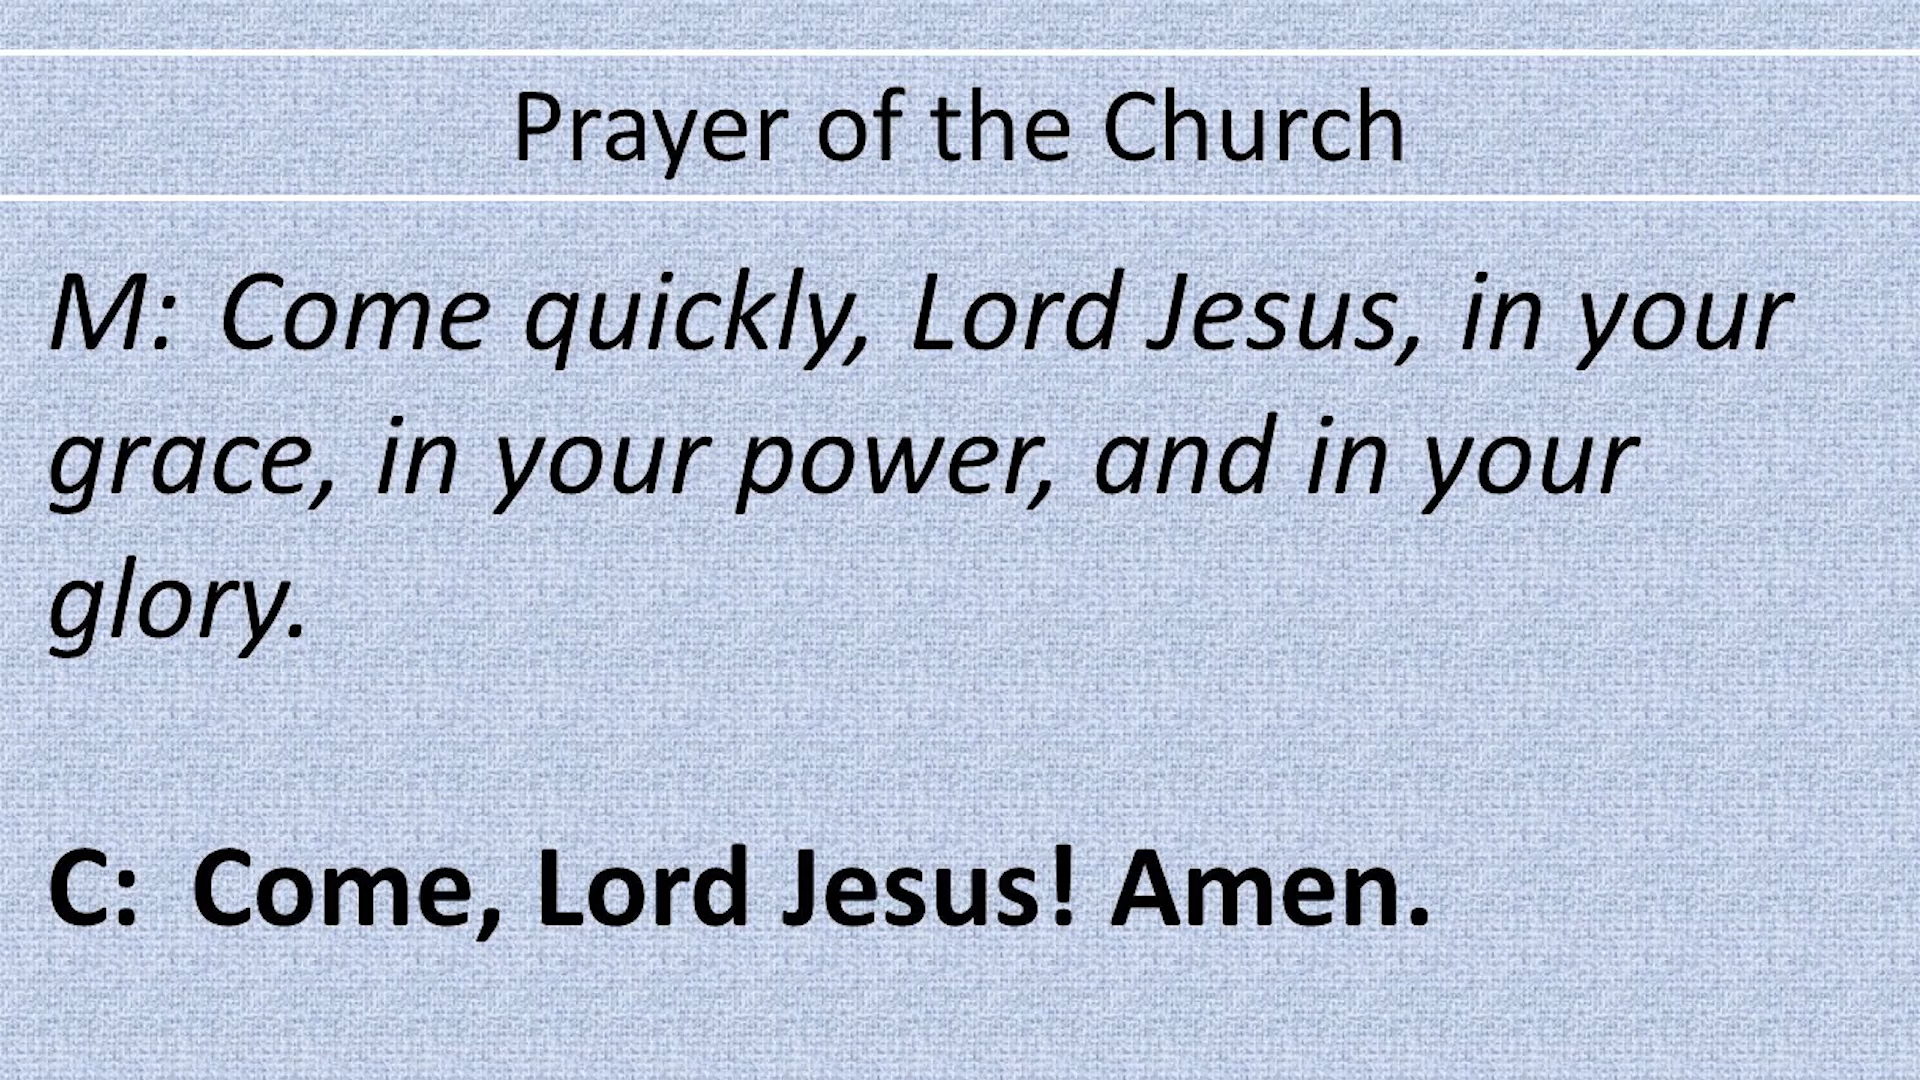 Prayer of the Church
M: Come quickly, Lord Jesus, in your
grace, in your power, and in your
glory.
C: Come, Lord Jesus! Amen.